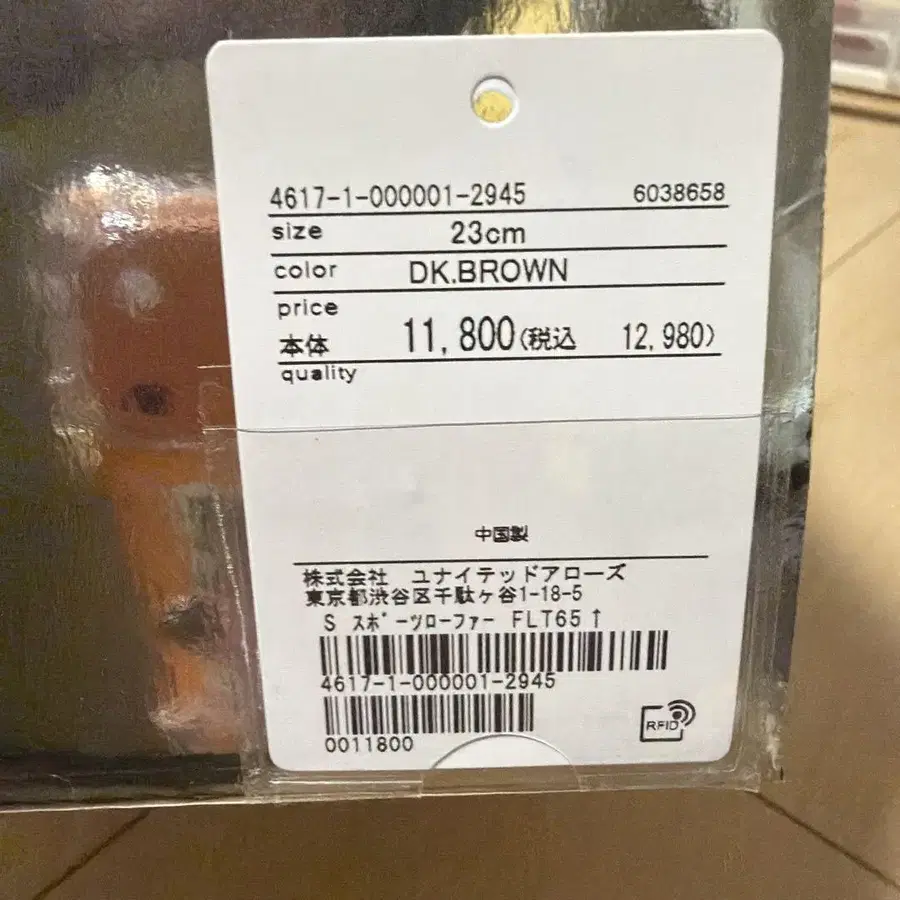 4617-1-000001-2945 6038658
size 23cm
color DK.BROWN
price
本体 11,800(税込 12,980)
quality
中国製
株式会社 ユナイテッドアローズ
東京都渋谷区千駄ヶ谷1-18-5
S スポーツローファー FLT65↑
4617-1-000001-2945
0011800
RFID